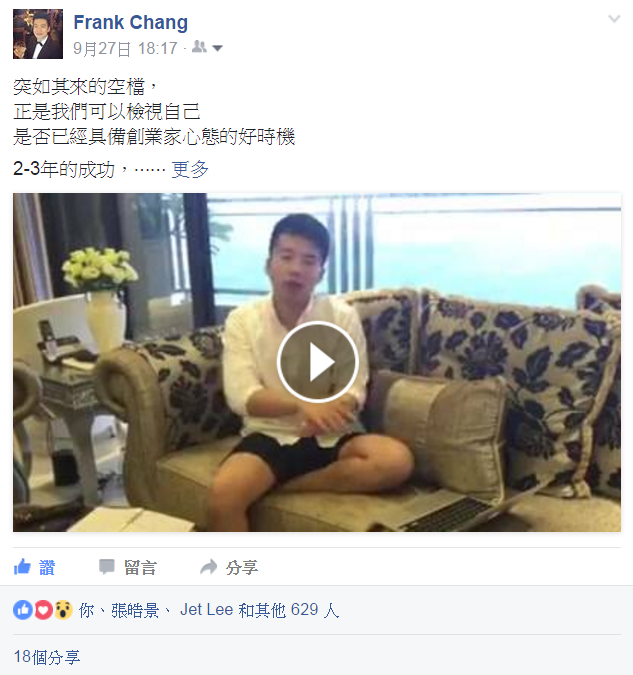 Frank Chang
9月27日 18:17 ·
突如其來的空檔，
正是我們可以檢視自己
是否已經具備創業家心態的好時機
2-3年的成功，⋯⋯ 更多
讚 留言 分享
你、張皓景、 Jet Lee 和其他 629 人
18個分享